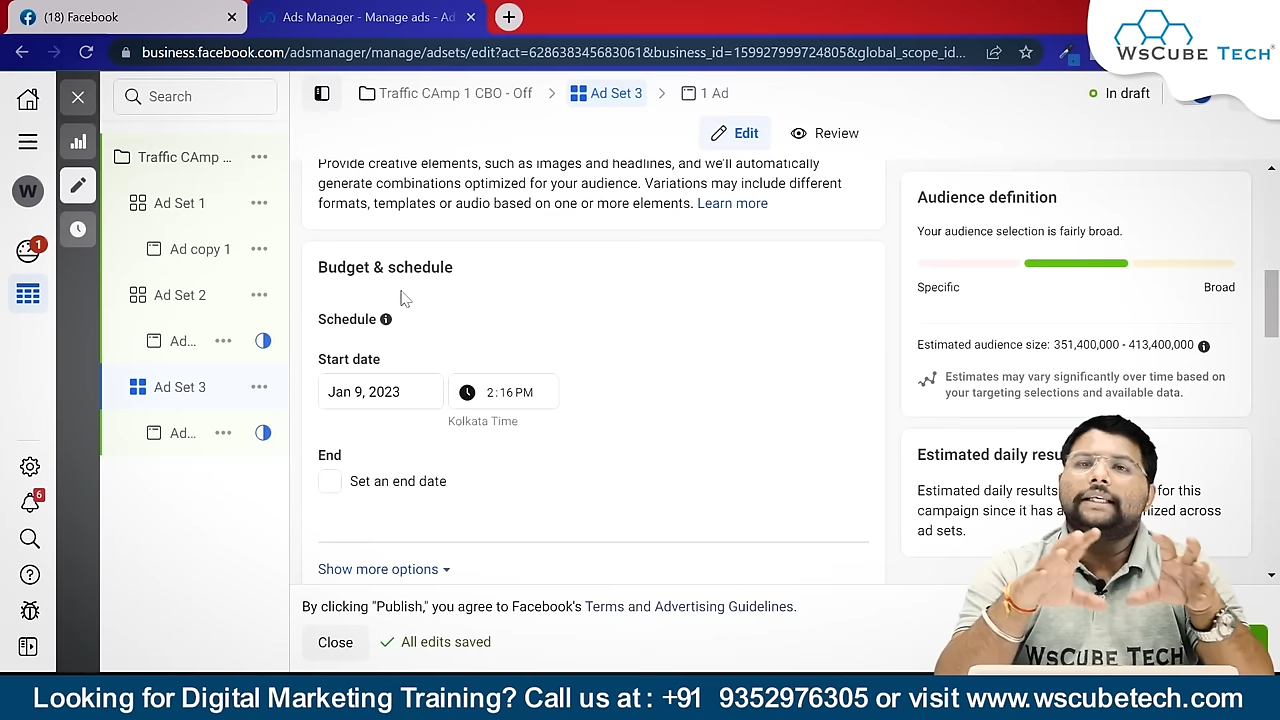 (18) Facebook
Ads Manager - Manage ads - Ad
WSCUBE TECH
business.facebook.com/adsmanager/manage/adsets/edit?act=628638345683061&business_id=159927999724805&global_scope_id...
Search
Traffic CAmp 1 CBO - Off
Ad Set 3
1 Ad
In draft
Edit
Review
Traffic CAmp ...
Ad Set 1
Ad copy 1
Ad Set 2
Ad...
Ad Set 3
Ad...
W
1
6
Provide creative elements, such as images and headlines, and we'll automatically
generate combinations optimized for your audience. Variations may include different
formats, templates or audio based on one or more elements. Learn more
Budget & schedule
Schedule
Start date
Jan 9, 2023
2:16 PM
Kolkata Time
End
Set an end date
Show more options
Audience definition
Your audience selection is fairly broad.
Specific
Broad
Estimated audience size: 351,400,000 - 413,400,000
Estimates may vary significantly over time based on
your targeting selections and available data.
Estimated daily
Estimated daily results for this
campaign since it has
ad sets.
By clicking "Publish," you agree to Facebook's Terms and Advertising Guidelines.
Close
All edits saved
WSCUBE TECH
Looking for Digital Marketing Training? Call us at : +91 9352976305 or visit www.wscubetech.com